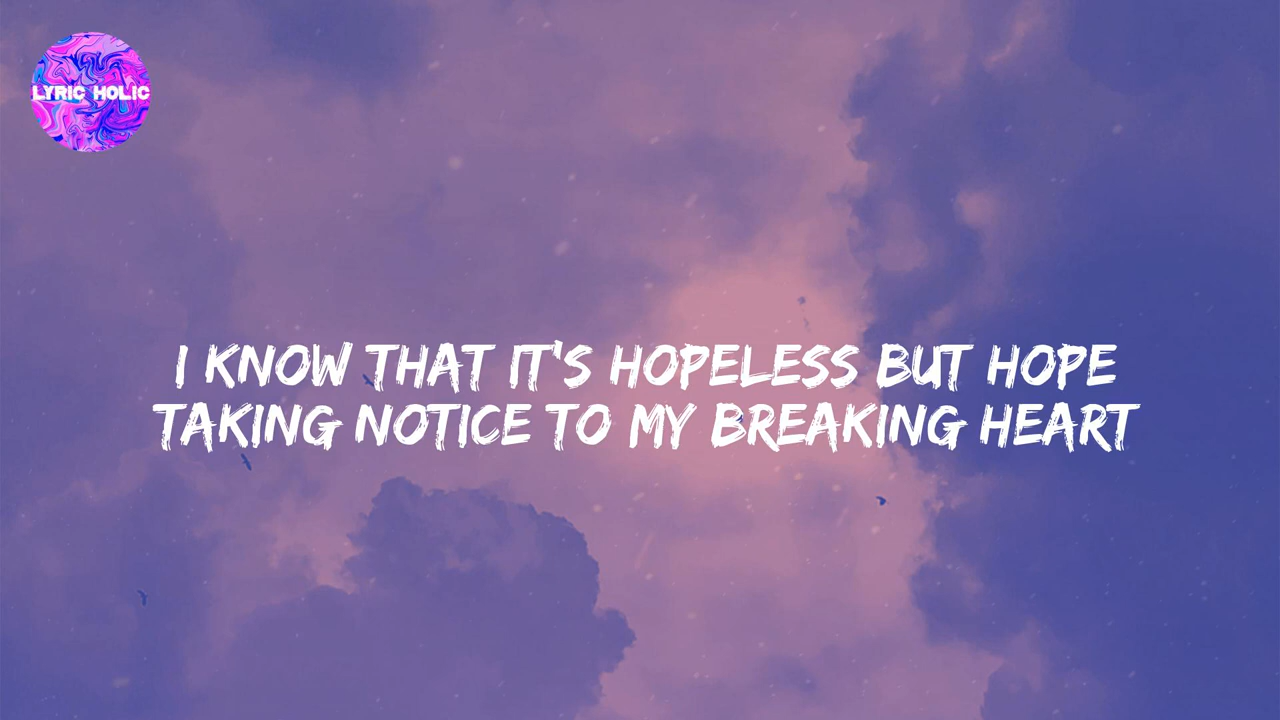 LYRIC HOLIC
I KNOW THAT IT'S HOPELESS BUT HOPE
TAKING NOTICE TO MY BREAKING HEART